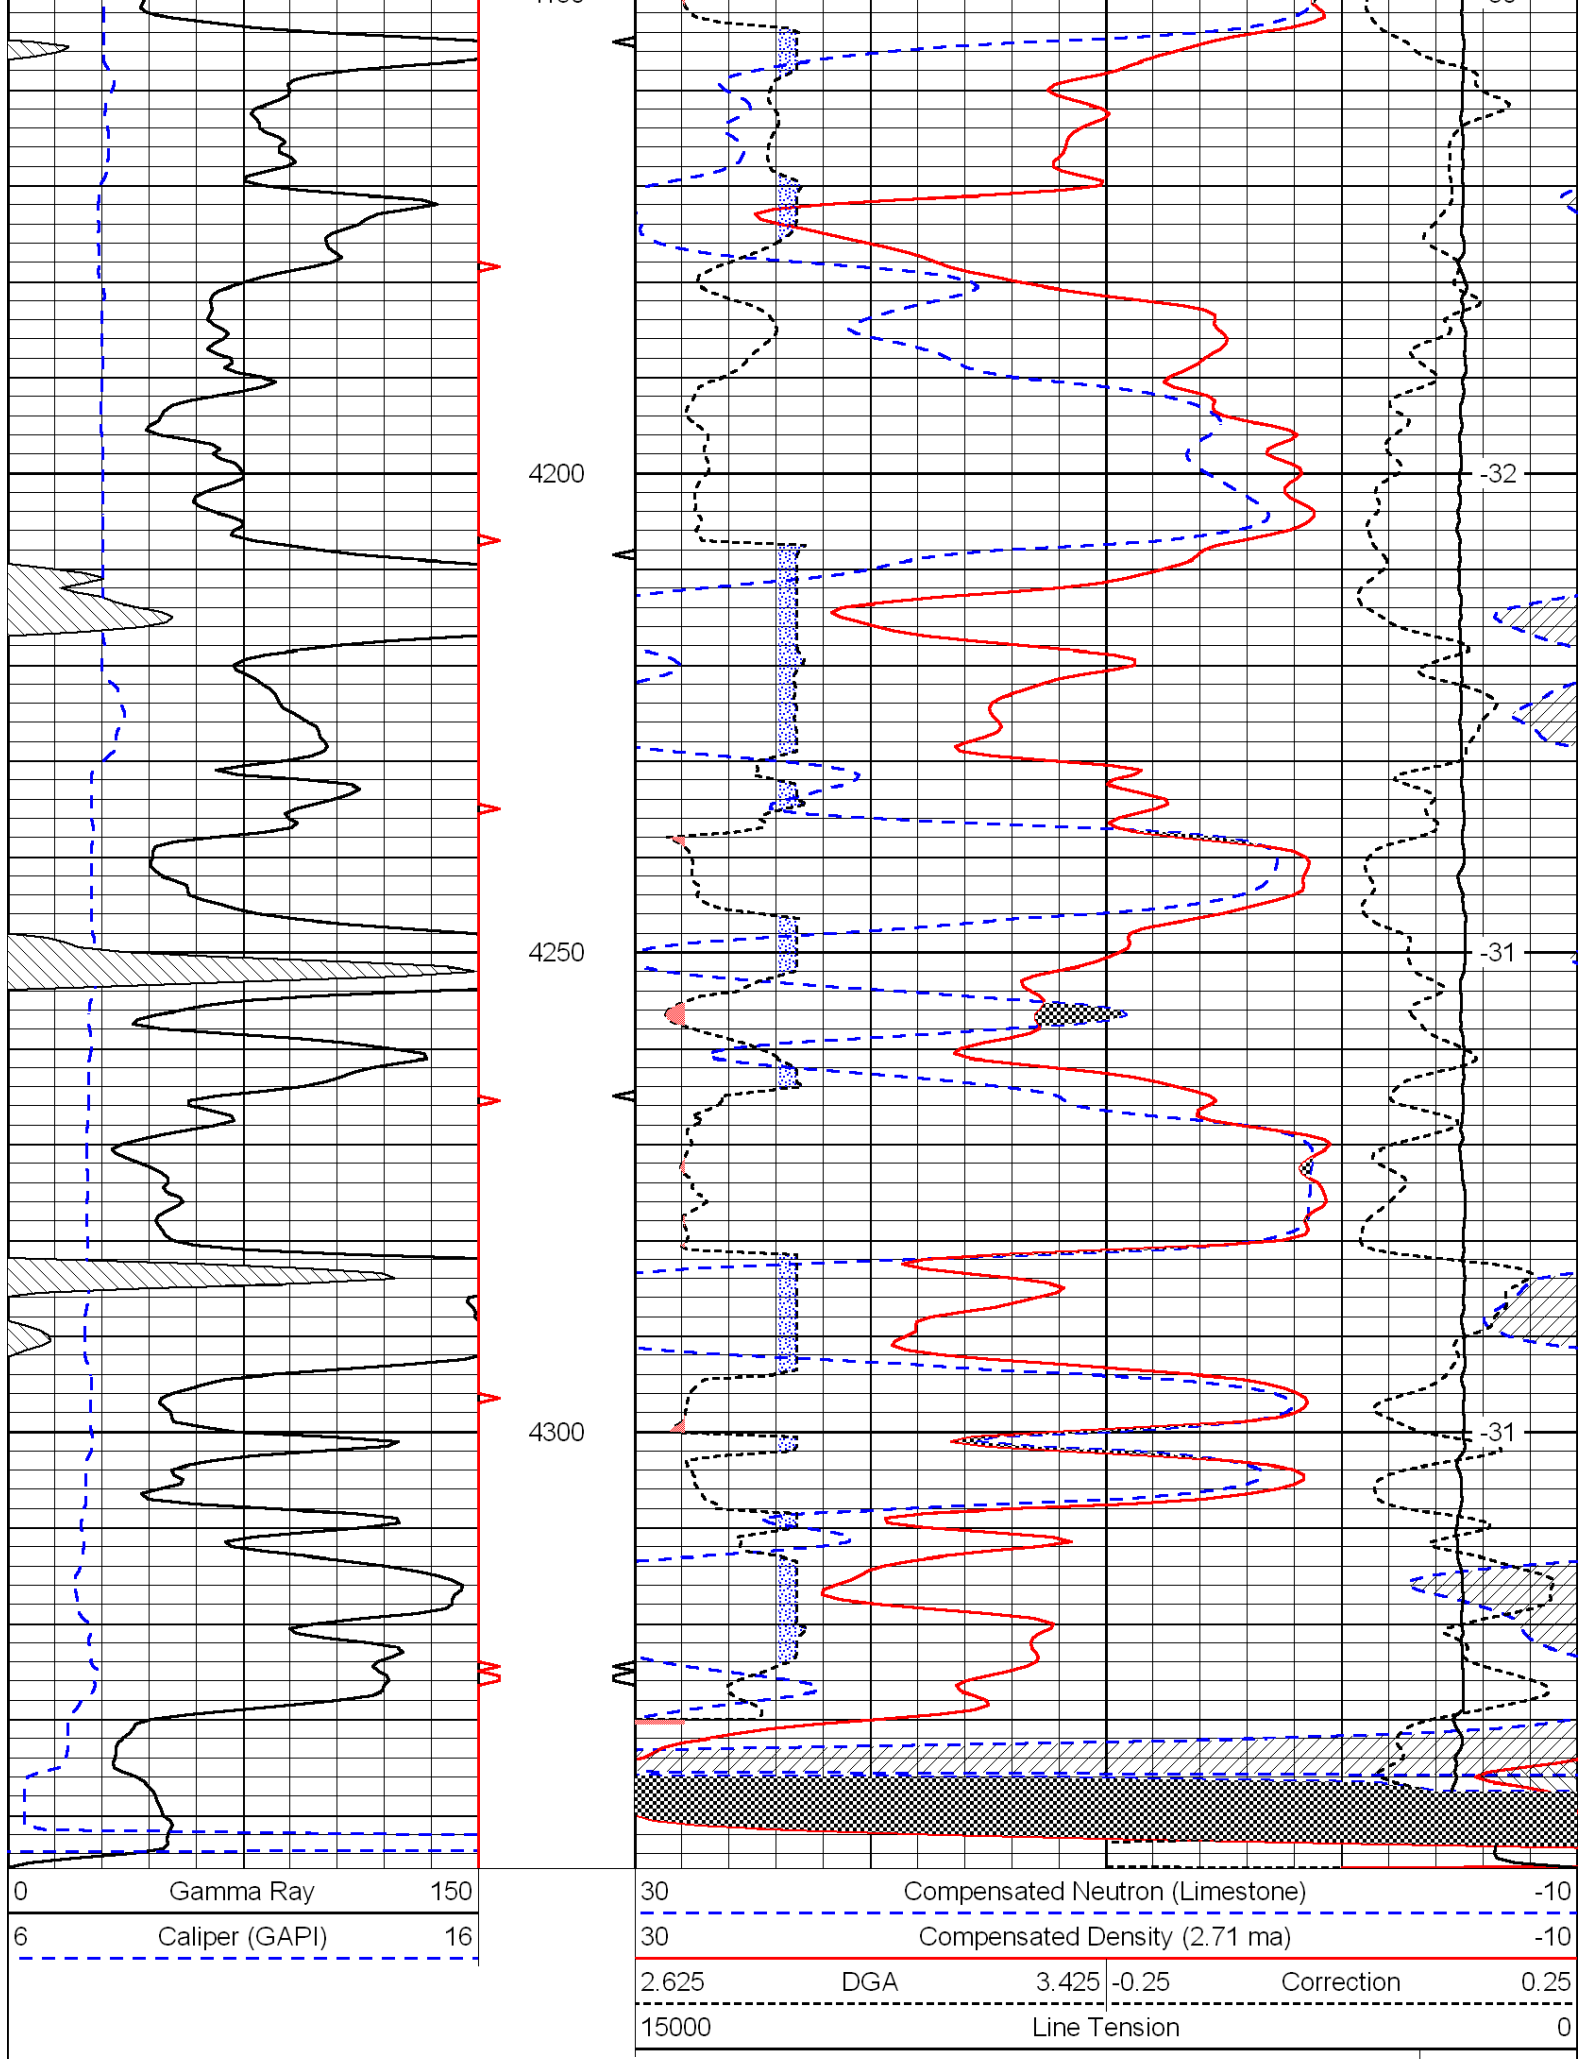 4200 -32
4250 -31
4300 -31
0 Gamma Ray 150
6 Caliper (GAPI) 16
30 Compensated Neutron (Limestone) -10
30 Compensated Density (2.71 ma) -10
2.625 DGA 3.425 -0.25 Correction 0.25
15000 Line Tension 0